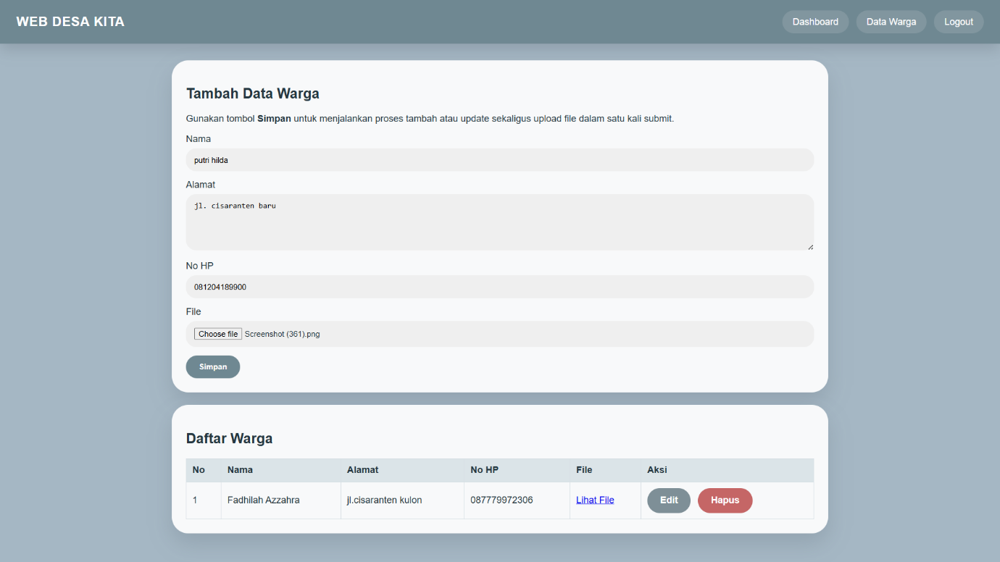 WEB DESA KITA
Dashboard
Data Warga
Logout
Tambah Data Warga
Gunakan tombol Simpan untuk menjalankan proses tambah atau update sekaligus upload file dalam satu kali submit.
Nama
putri hilda
Alamat
jl. cisaranten baru
No HP
081204189900
File
Choose file Screenshot (361).png
Simpan
Daftar Warga
No Nama Alamat No HP File Aksi
1 Fadhilah Azzahra jl.cisaranten kulon 087779972306 Lihat File Edit Hapus